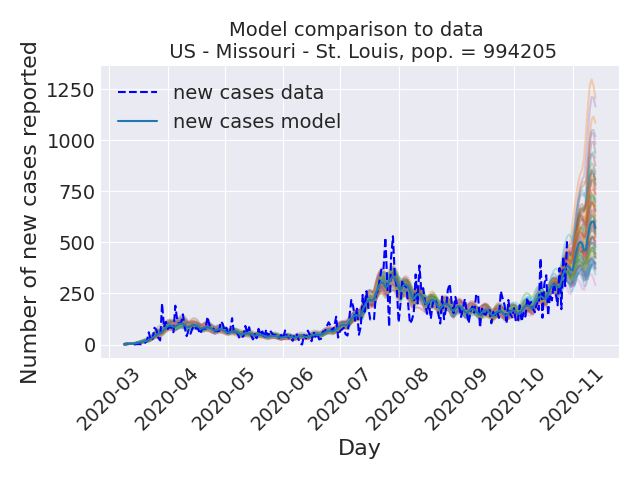 Model comparison to data
US - Missouri - St. Louis, pop. = 994205
Number of new cases reported
1250
1000
750
500
250
0
new cases data
new cases model
2020-03
2020-04
2020-05
2020-06
2020-07
2020-08
2020-09
2020-10
2020-11
Day